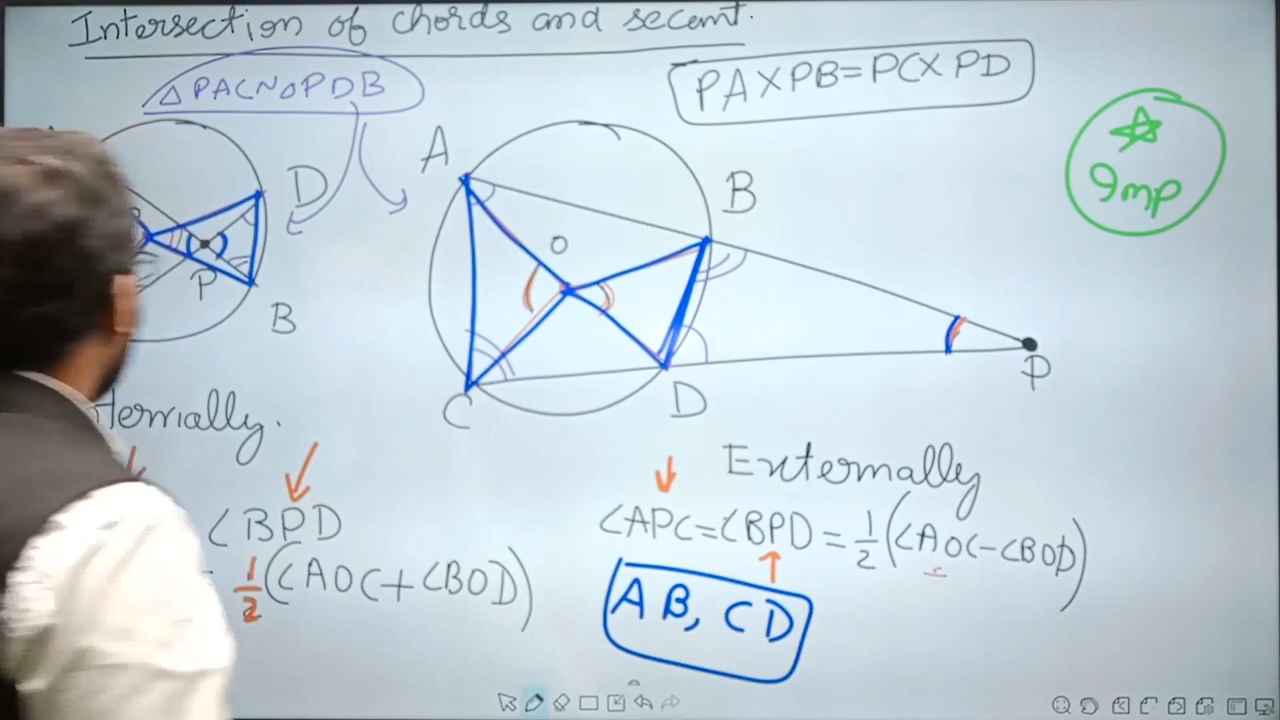 Intersection of chords and secent.
△PAC∾△PDB
PA×PB=PC×PD
☆
Imp
A
B
O
C
D
P
D
P
B
ternially.
Externally
∠BPD
∠APC=∠BPD=1/2(∠AOC-∠BOD)
1/2(∠AOC+∠BOD)
AB, CD